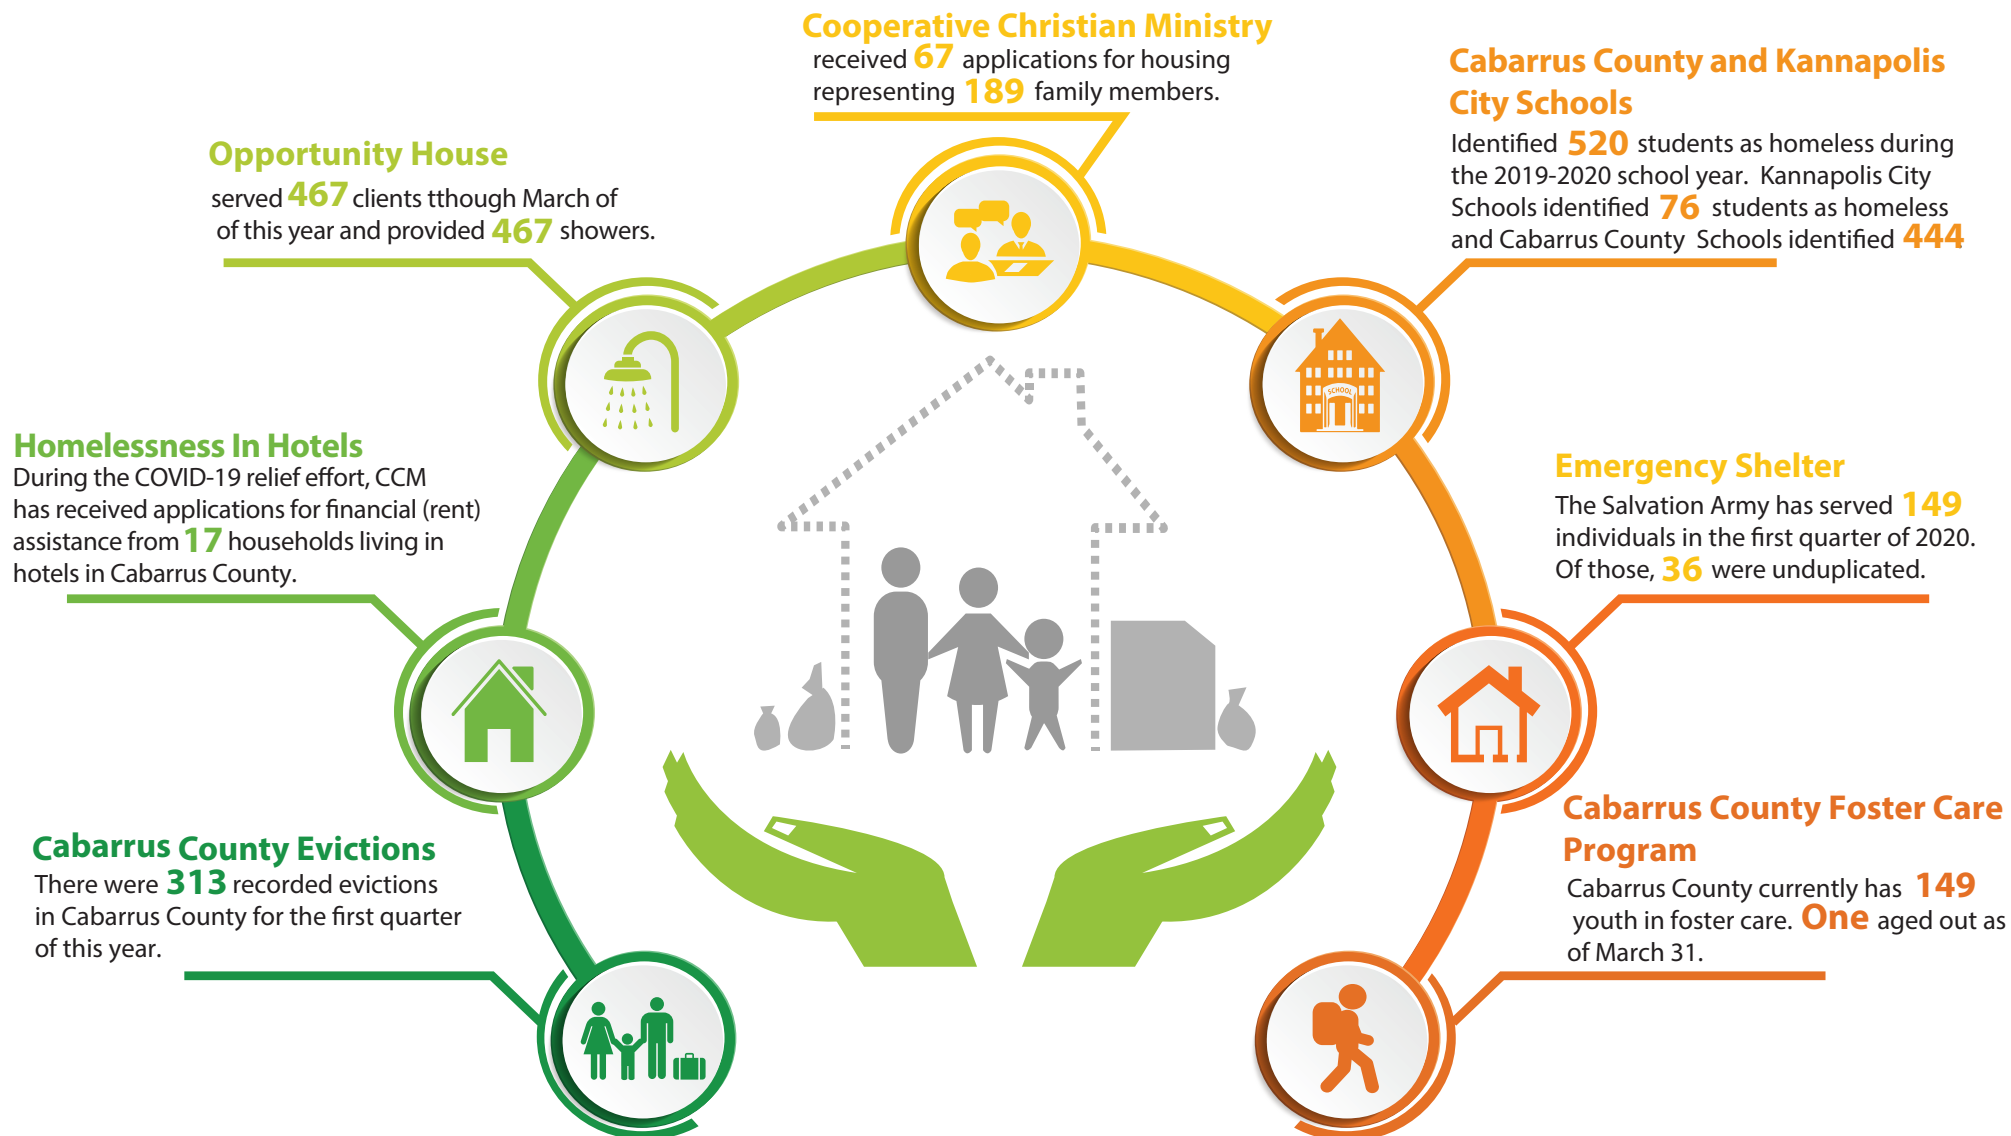 Cooperative Christian Ministry
received 67 applications for housing
representing 189 family members.
Cabarrus County and Kannapolis
City Schools
Identified 520 students as homeless during
the 2019-2020 school year. Kannapolis City
Schools identified 76 students as homeless
and Cabarrus County Schools identified 444
Opportunity House
served 467 clients tthough March of
of this year and provided 467 showers.
SCHOOL
Homelessness In Hotels
During the COVID-19 relief effort, CCM
has received applications for financial (rent)
assistance from 17 households living in
hotels in Cabarrus County.
Emergency Shelter
The Salvation Army has served 149
individuals in the first quarter of 2020.
Of those, 36 were unduplicated.
Cabarrus County Evictions
There were 313 recorded evictions
in Cabarrus County for the first quarter
of this year.
Cabarrus County Foster Care
Program
Cabarrus County currently has 149
youth in foster care. One aged out as
of March 31.